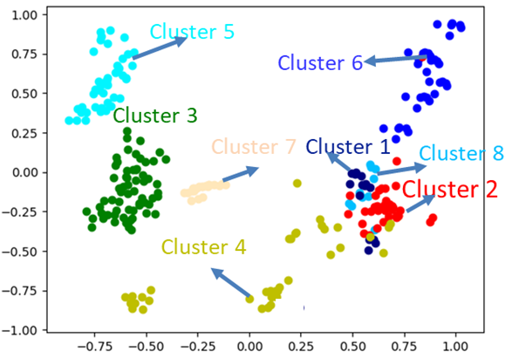 1.00
Cluster 5
0.75
Cluster 6
0.50
Cluster 3
0.25
Cluster 7
Cluster 1
Cluster 8
0.00
Cluster 2
−0.25
Cluster 4
−0.50
−0.75
−1.00
−0.75 −0.50 −0.25 0.00 0.25 0.50 0.75 1.00